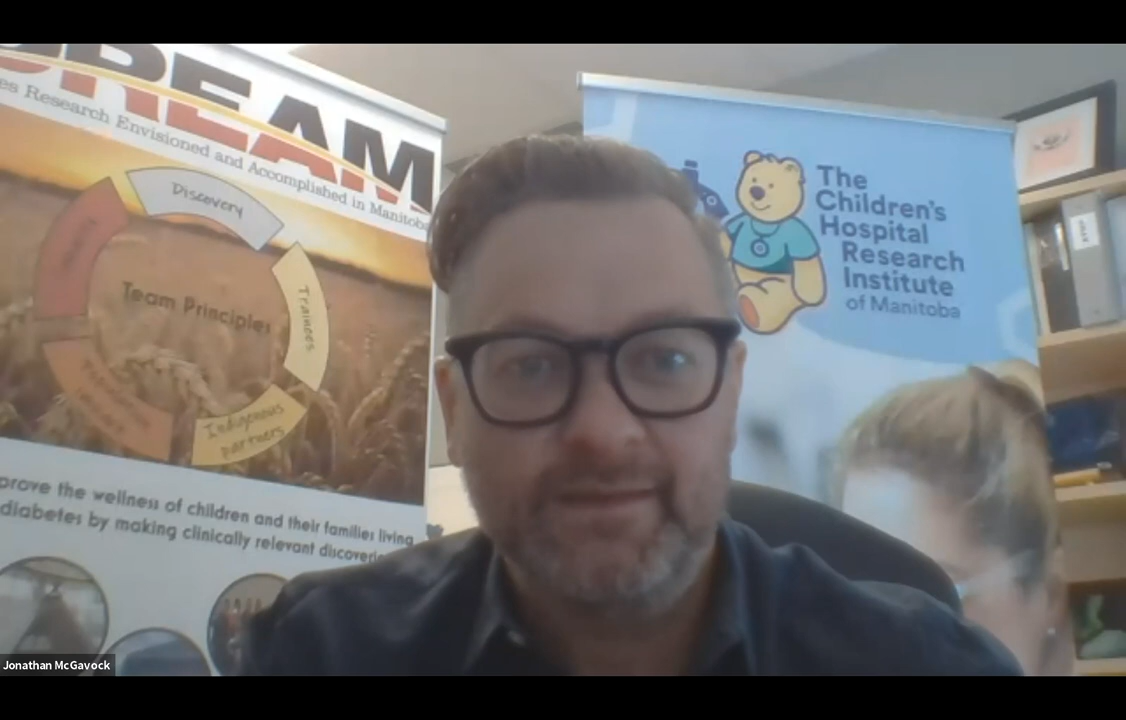 DREAM
es Research Envisioned and Accomplished in Manitoba
Discovery
Trainees
Team Principles
Indigenous
partners
prove the wellness of children and their families living
diabetes by making clinically relevant discoverie
The
Children's
Hospital
Research
Institute
of Manitoba
Jonathan McGavock